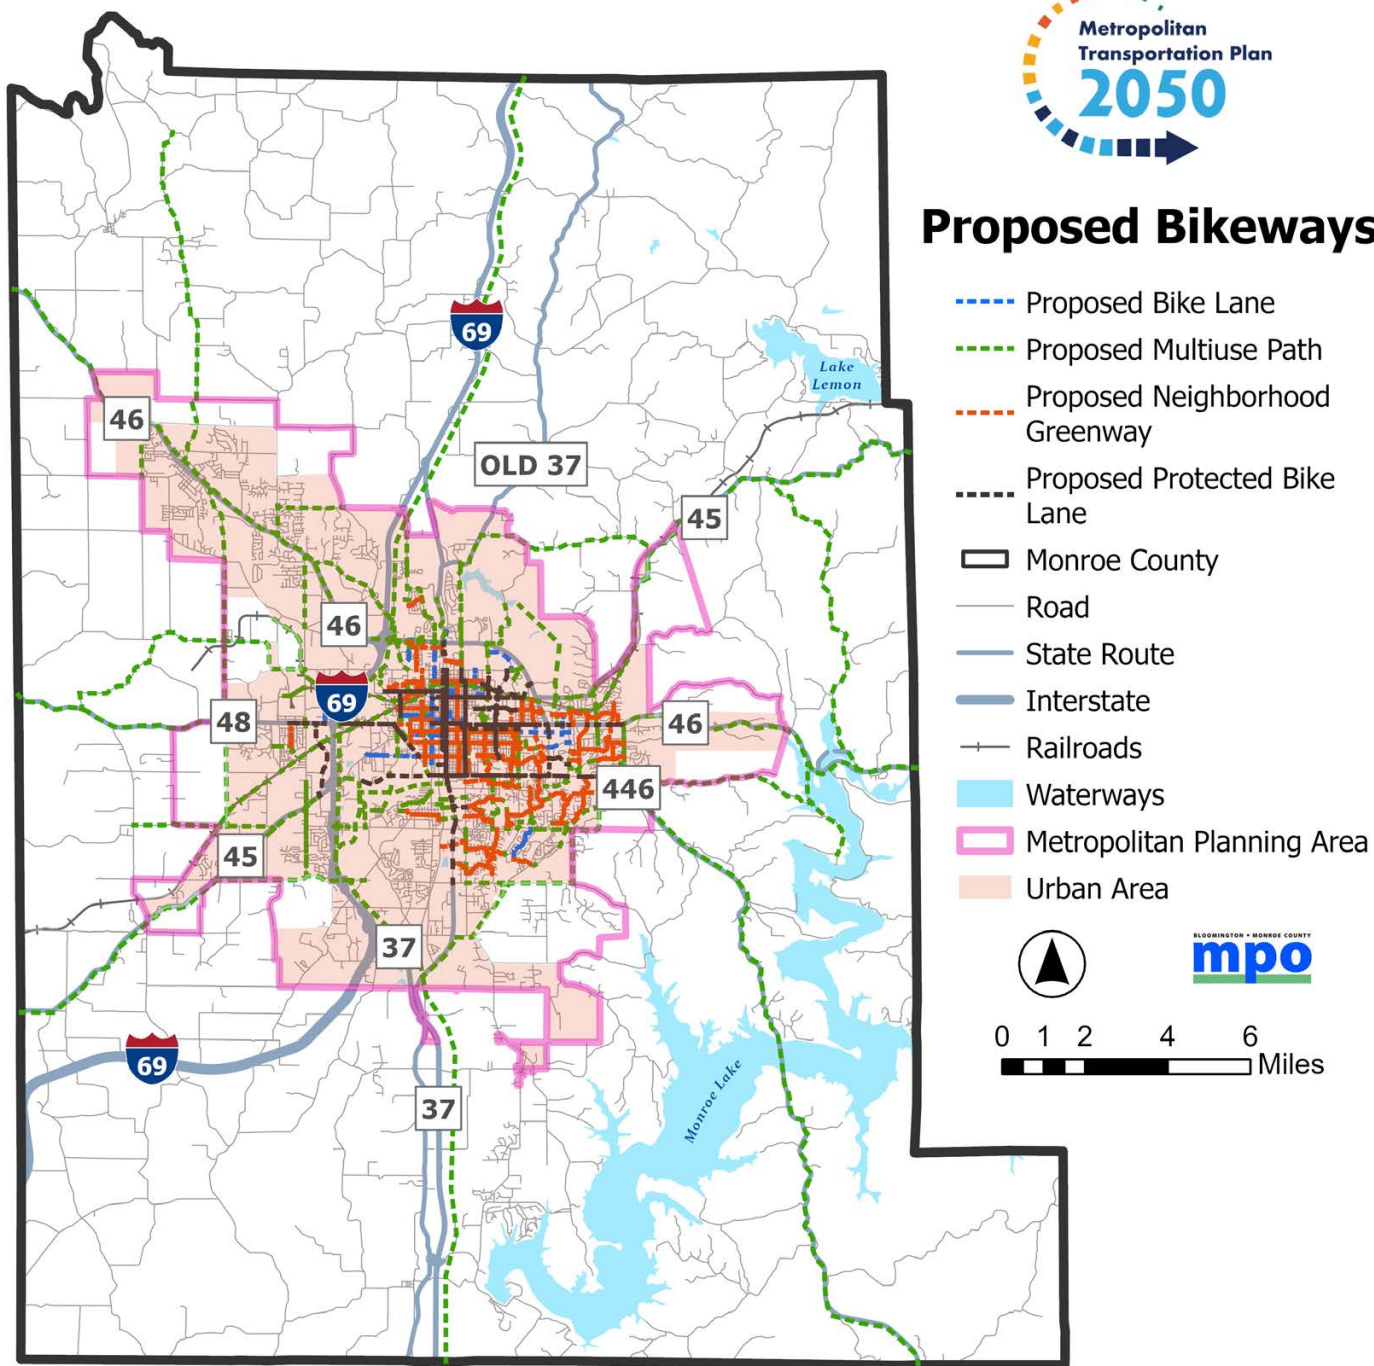 Metropolitan
Transportation Plan
2050
Proposed Bikeways
Proposed Bike Lane
Proposed Multiuse Path
Proposed Neighborhood
Greenway
Proposed Protected Bike
Lane
Monroe County
Road
State Route
Interstate
Railroads
Waterways
Metropolitan Planning Area
Urban Area
BLOOMINGTON • MONROE COUNTY
mpo
0 1 2 4 6
Miles
69
Lake
Lemon
46
OLD 37
45
46
69
48
46
446
45
37
69
37
Monroe Lake